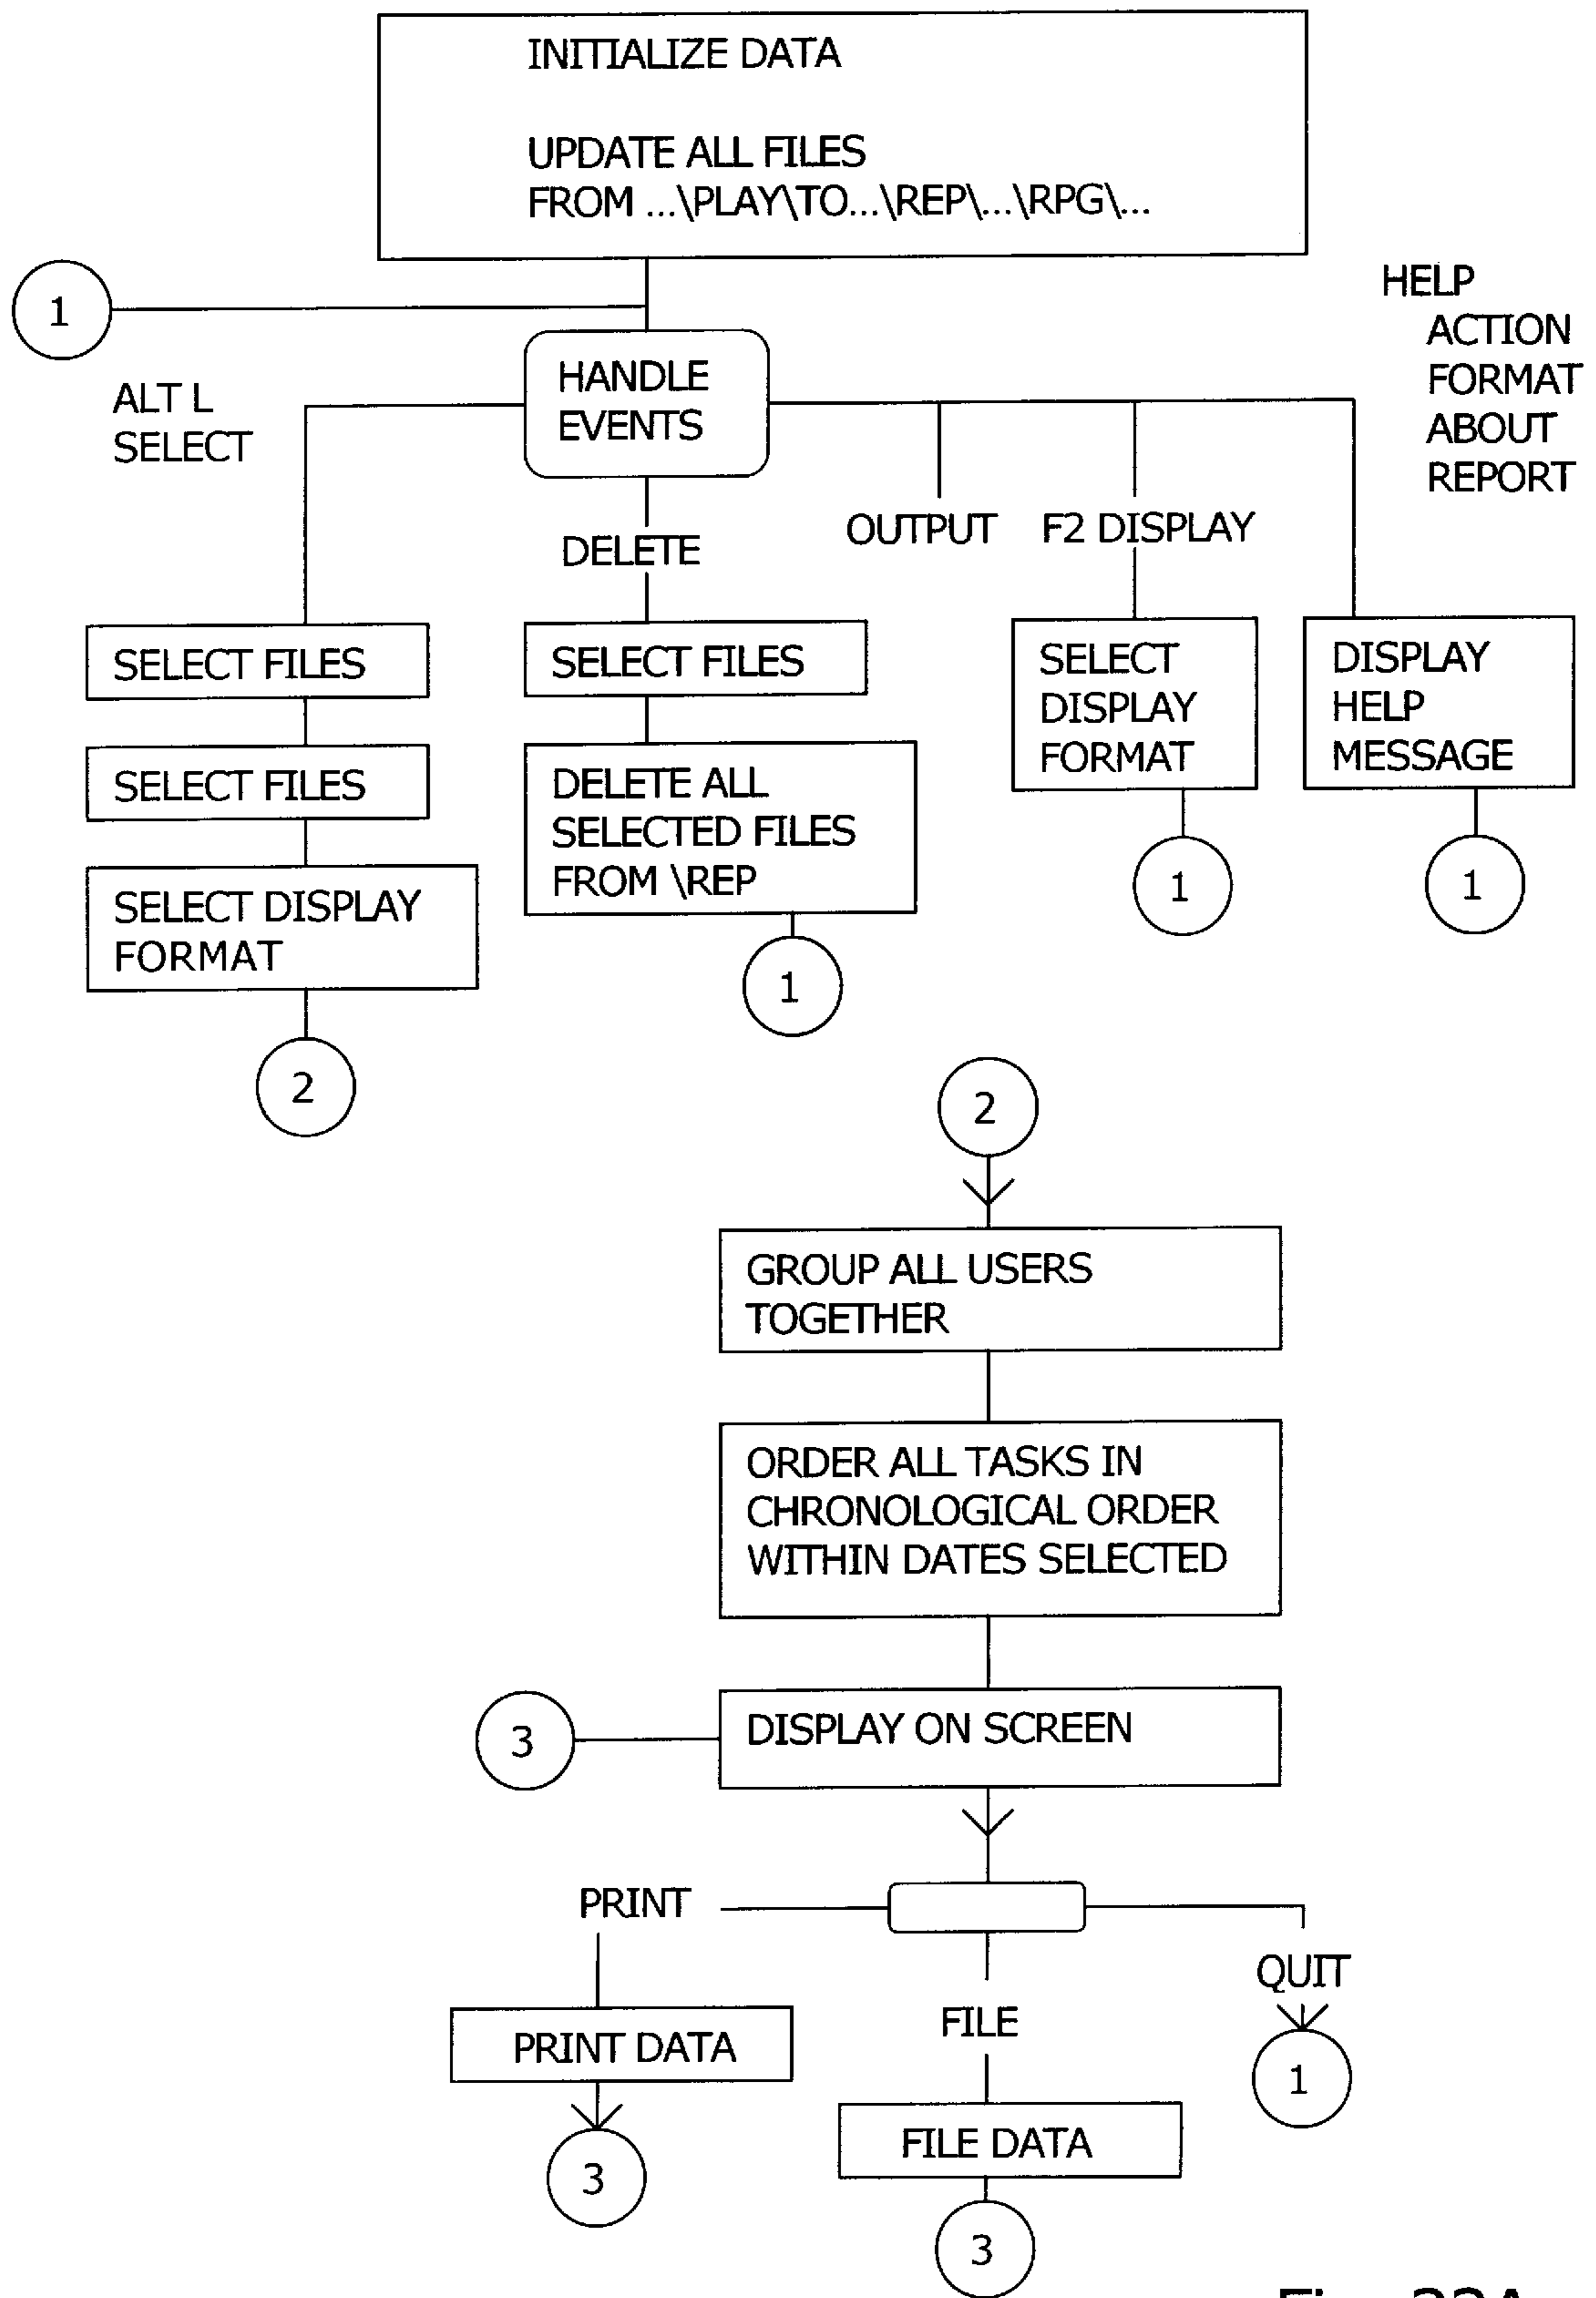 INITIALIZE DATA
UPDATE ALL FILES
FROM ...\PLAY\TO...\REP\...\RPG\...
1
HELP
ACTION
FORMAT
ABOUT
REPORT
HANDLE
EVENTS
ALT L
SELECT
DELETE
OUTPUT
F2 DISPLAY
SELECT FILES
SELECT FILES
SELECT DISPLAY
FORMAT
2
SELECT FILES
DELETE ALL
SELECTED FILES
FROM \REP
1
SELECT
DISPLAY
FORMAT
1
DISPLAY
HELP
MESSAGE
1
2
GROUP ALL USERS
TOGETHER
ORDER ALL TASKS IN
CHRONOLOGICAL ORDER
WITHIN DATES SELECTED
3
DISPLAY ON SCREEN
PRINT
PRINT DATA
3
FILE
FILE DATA
3
QUIT
1